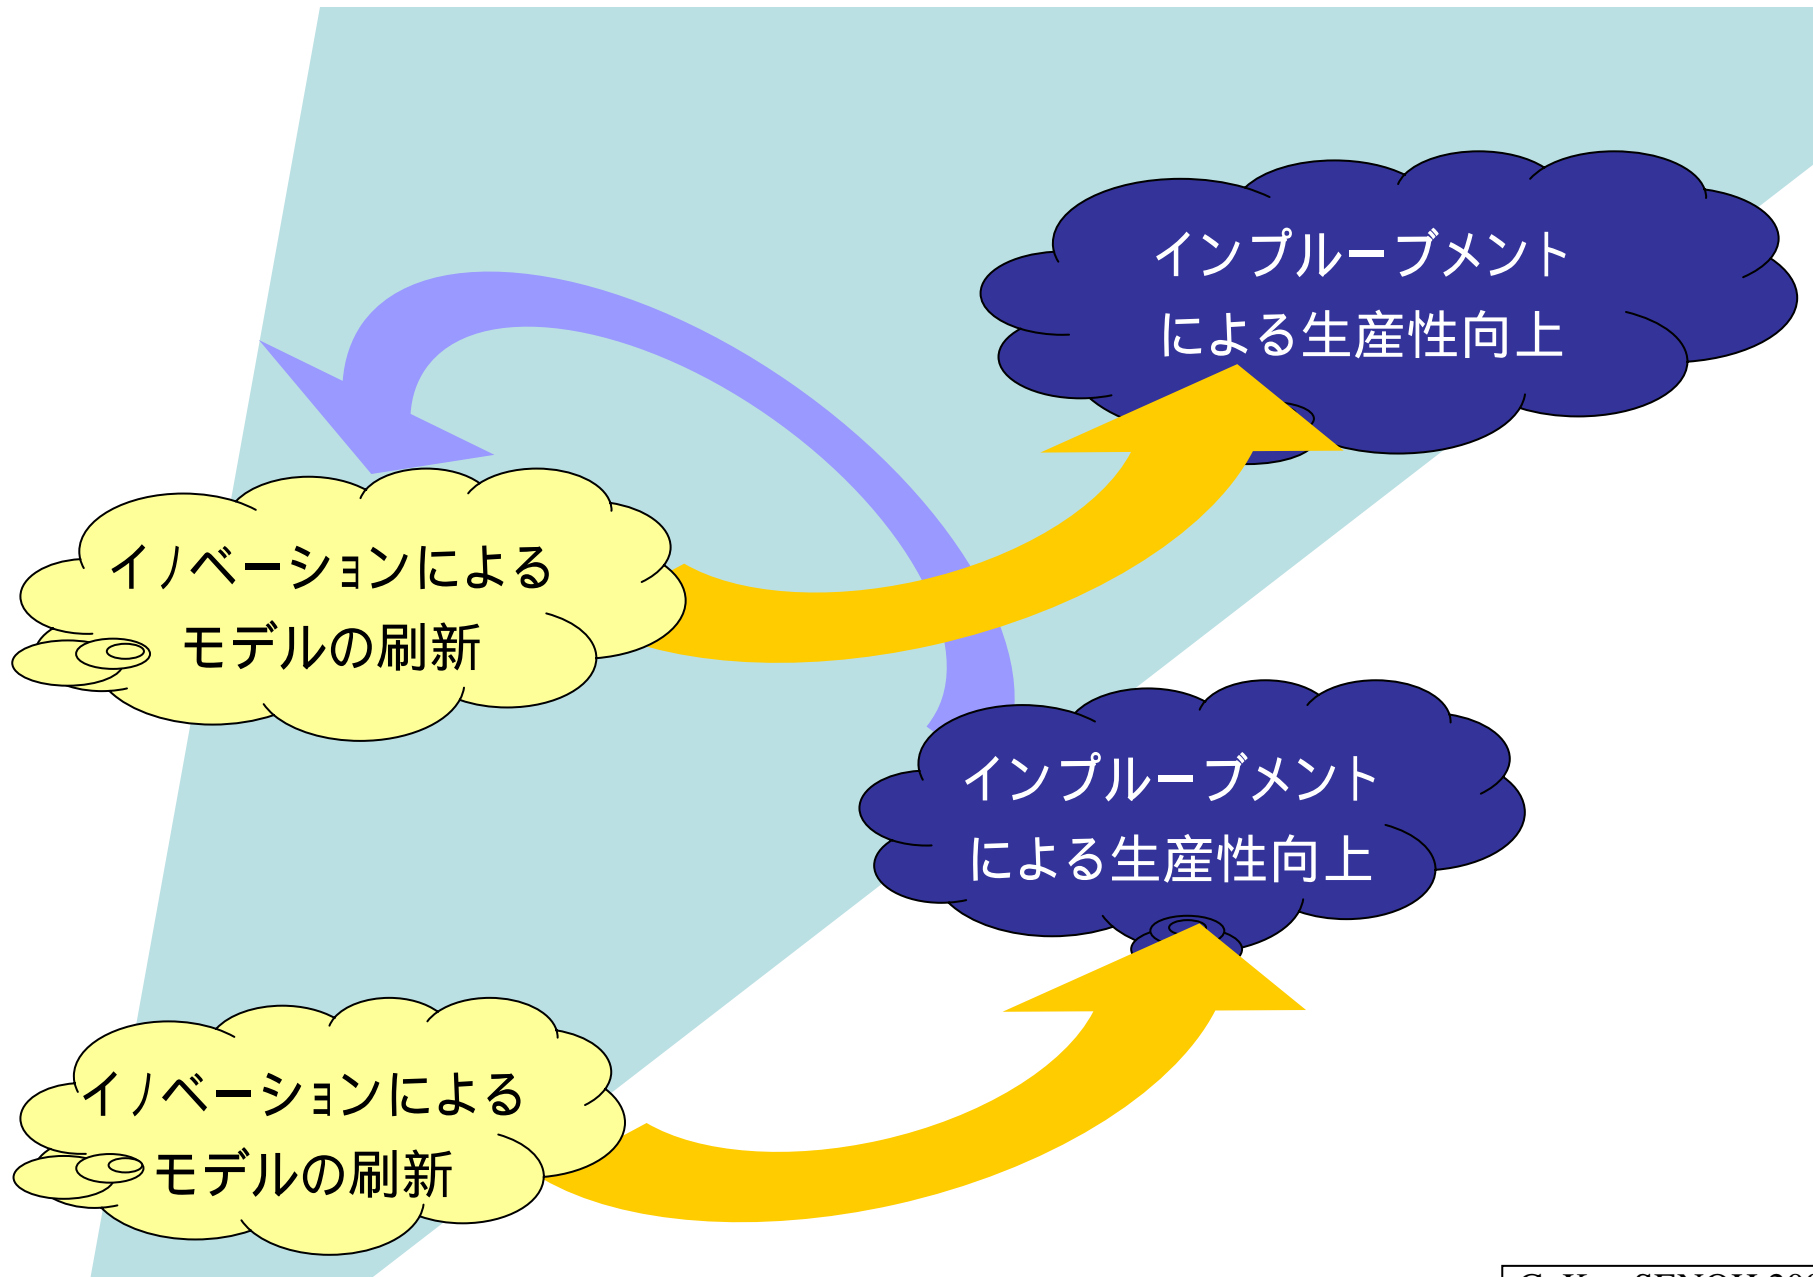 インプルーブメント
による生産性向上
イノベーションによる
モデルの刷新
インプルーブメント
による生産性向上
イノベーションによる
モデルの刷新